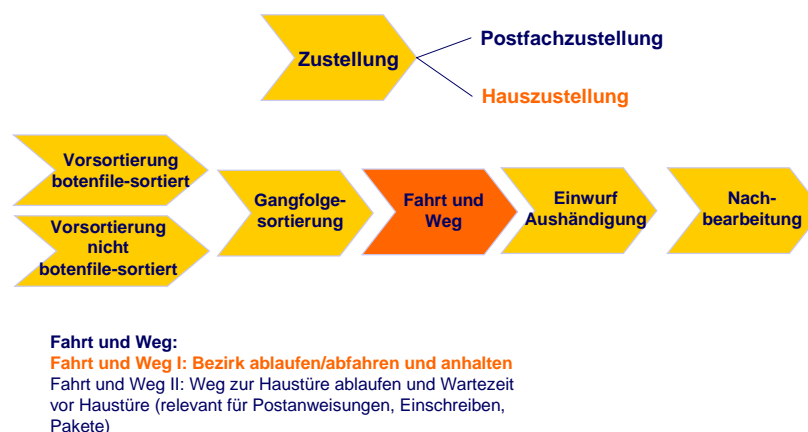 Zustellung
Postfachzustellung
Hauszustellung
Vorsortierung
botenfile-sortiert
Vorsortierung
nicht
botenfile-sortiert
Gangfolge-
sortierung
Fahrt und
Weg
Einwurf
Aushändigung
Nach-
bearbeitung
Fahrt und Weg:
Fahrt und Weg I: Bezirk ablaufen/abfahren und anhalten
Fahrt und Weg II: Weg zur Haustüre ablaufen und Wartezeit
vor Haustüre (relevant für Postanweisungen, Einschreiben,
Pakete)